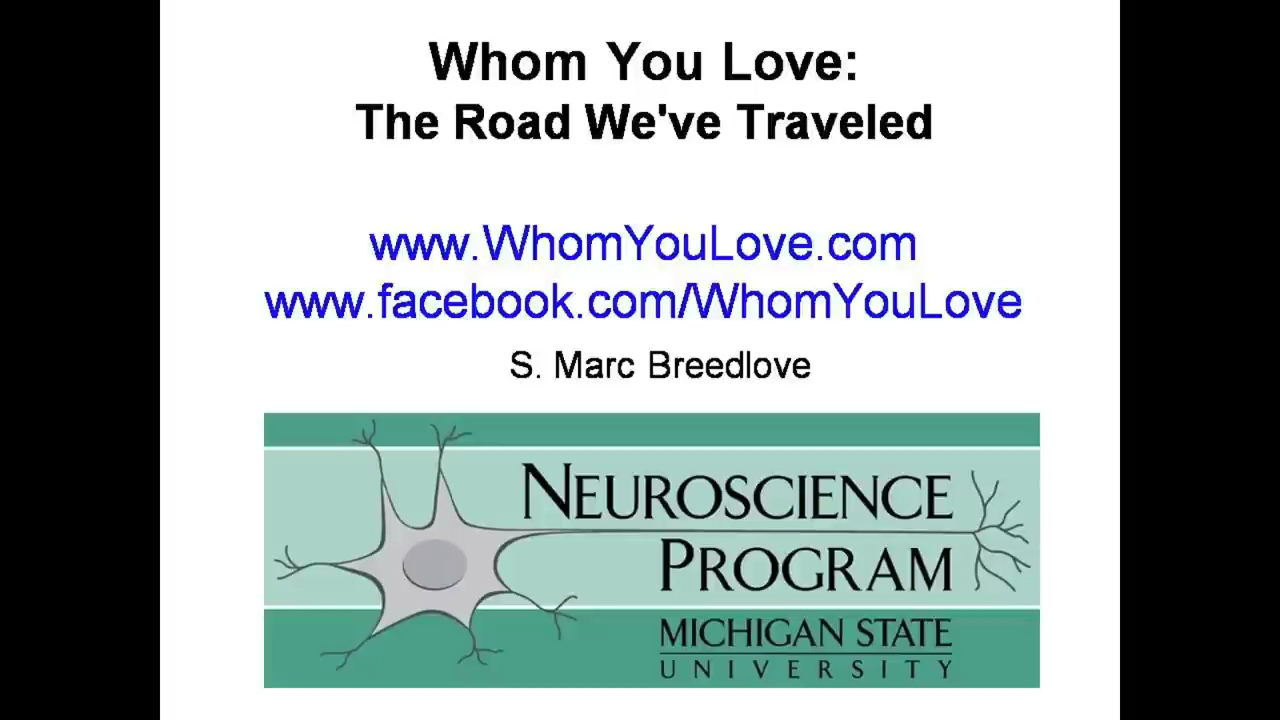 Whom You Love:
The Road We've Traveled
www.WhomYouLove.com
www.facebook.com/WhomYouLove
S. Marc Breedlove
NEUROSCIENCE
PROGRAM
MICHIGAN STATE
UNIVERSITY